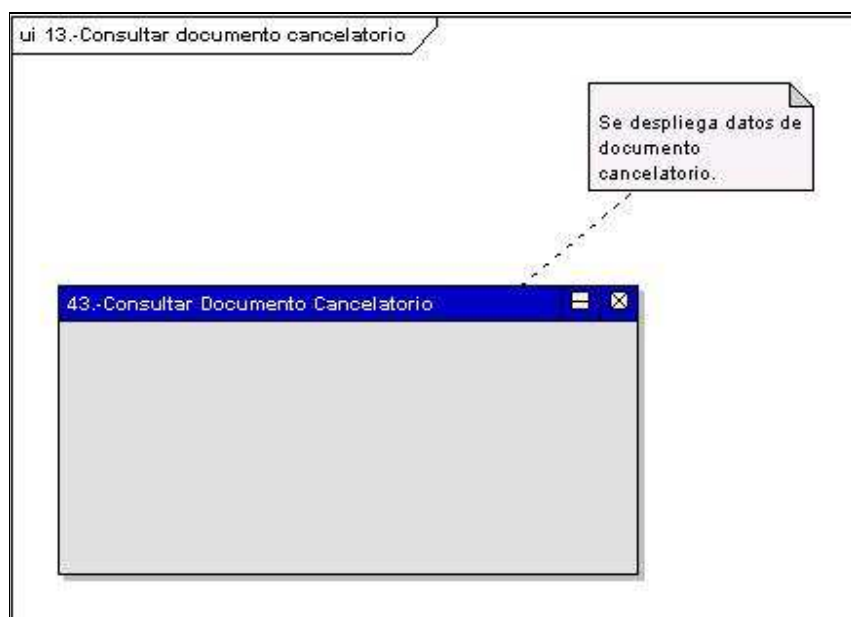 ui 13.-Consultar documento cancelatorio
Se despliega datos de
documento
cancelatorio.
43.-Consultar Documento Cancelatorio